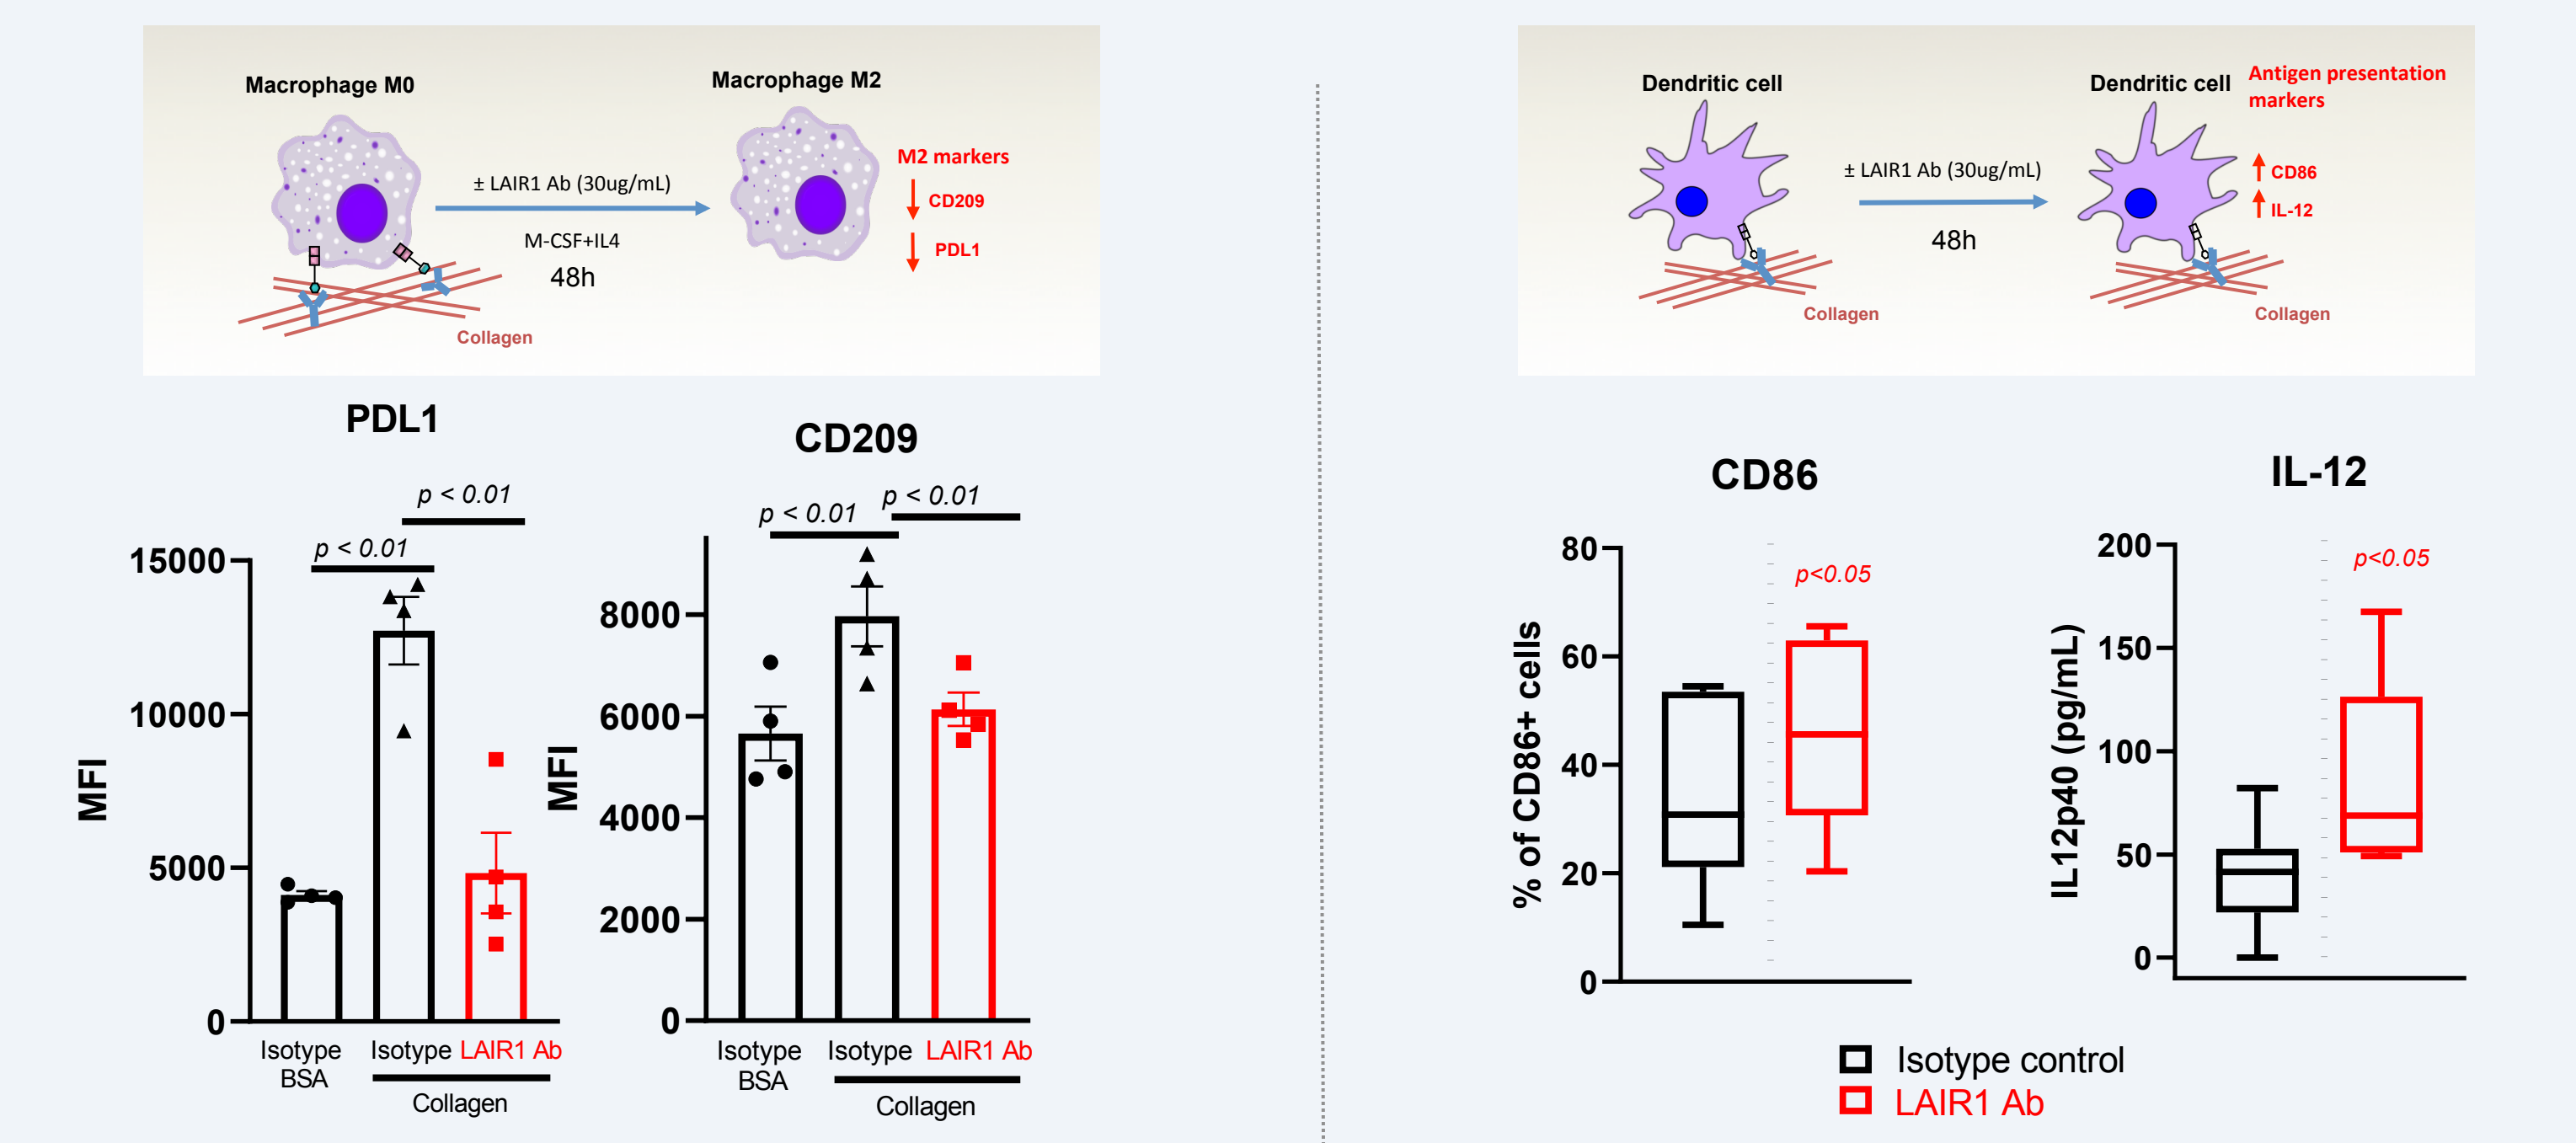 Macrophage M0
Macrophage M2
± LAIR1 Ab (30ug/mL)
M-CSF+IL4
48h
M2 markers
CD209
PDL1
Collagen
Dendritic cell
Dendritic cell
Antigen presentation
markers
± LAIR1 Ab (30ug/mL)
48h
CD86
IL-12
Collagen
Collagen
PDL1
p < 0.01
p < 0.01
15000
10000
5000
0
MFI
Isotype
BSA
Isotype
LAIR1 Ab
Collagen
CD209
p < 0.01
p < 0.01
8000
6000
4000
2000
0
MFI
Isotype
BSA
Isotype
LAIR1 Ab
Collagen
CD86
p<0.05
80
60
40
20
0
% of CD86+ cells
IL-12
p<0.05
200
150
100
50
0
IL12p40 (pg/mL)
Isotype control
LAIR1 Ab